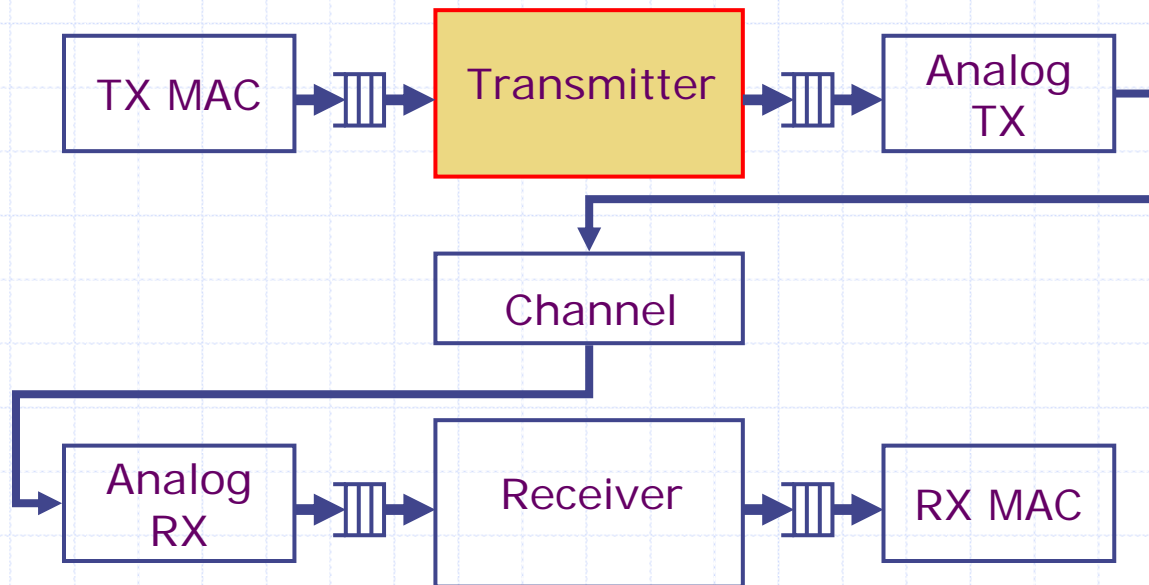 TX MAC
Transmitter
Analog
TX
Channel
Analog
RX
Receiver
RX MAC